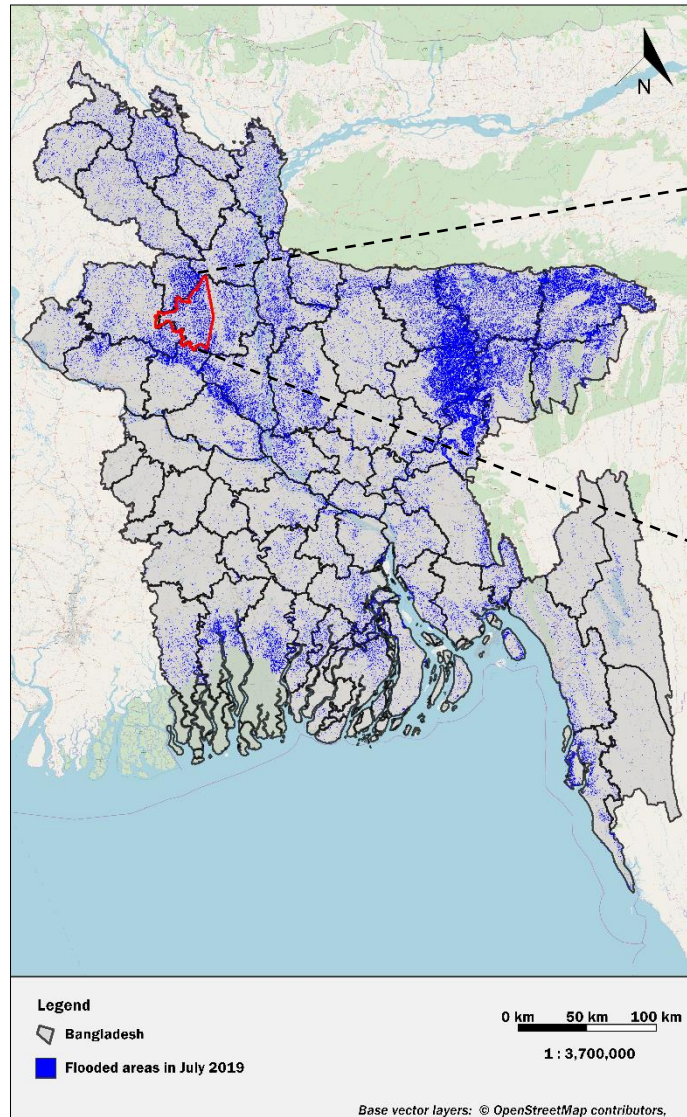 N
Legend
Bangladesh
Flooded areas in July 2019
0 km 50 km 100 km
1 : 3,700,000
Base vector layers: © OpenStreetMap contributors,